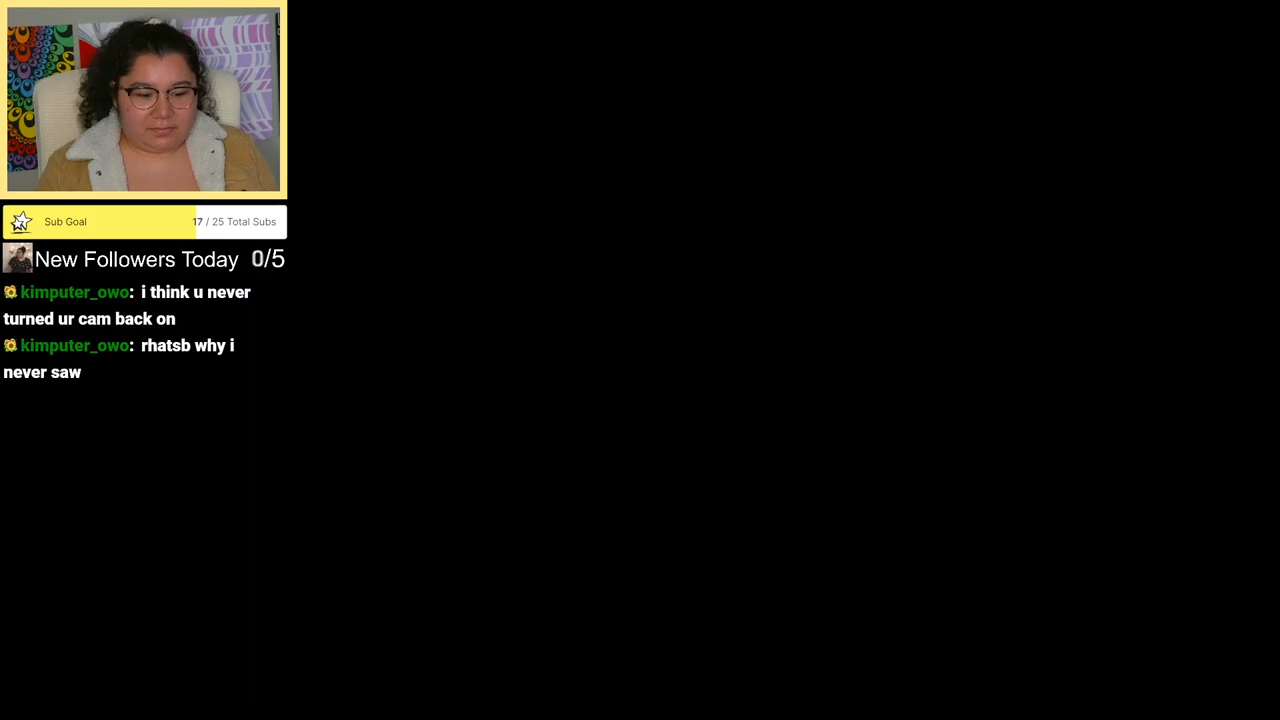 Sub Goal 17 / 25 Total Subs
New Followers Today 0/5
kimputer_owo: i think u never
turned ur cam back on
kimputer_owo: rhatsb why i
never saw